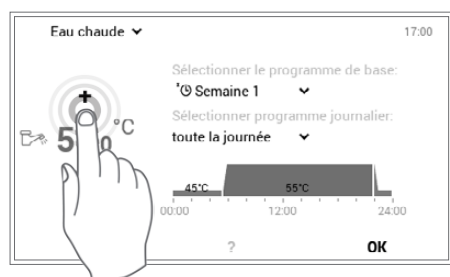 Eau chaude
17:00
Sélectionner le programme de base:
Semaine 1
Sélectionner programme journalier:
toute la journée
+
°C
45°C 55°C
00:00 12:00 24:00
? OK